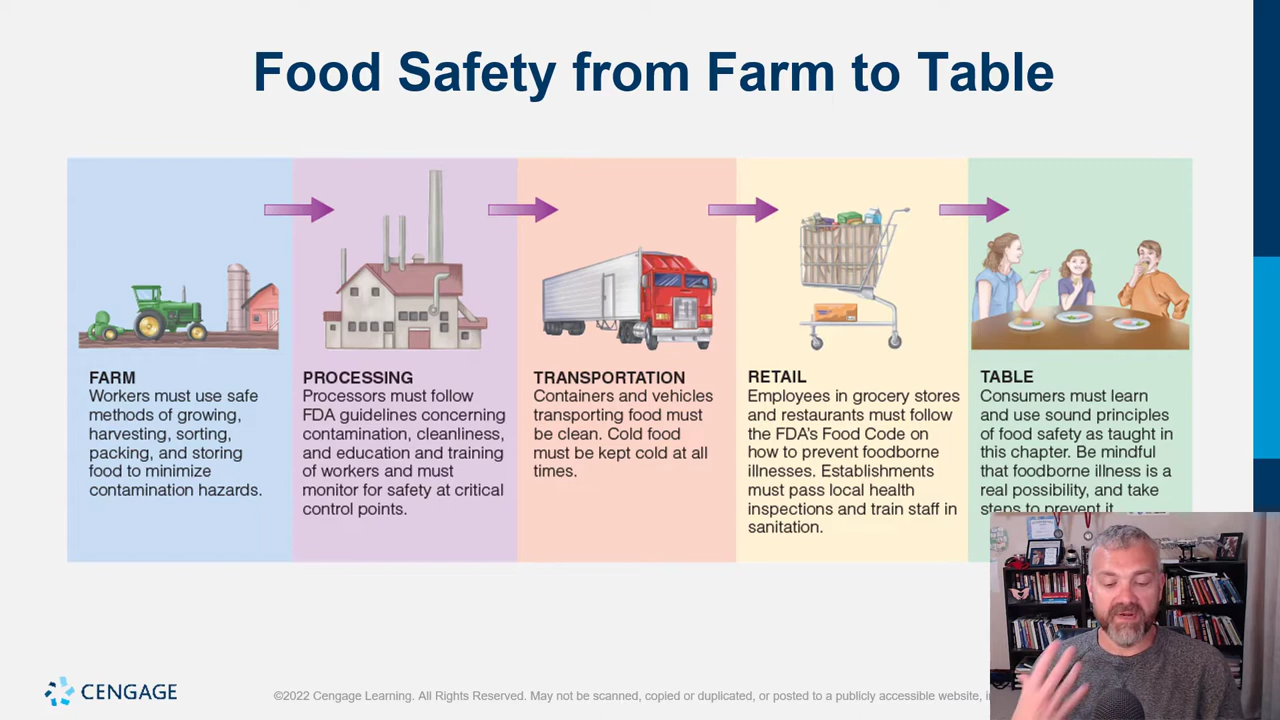 Food Safety from Farm to Table
FARM
Workers must use safe
methods of growing,
harvesting, sorting,
packing, and storing
food to minimize
contamination hazards.
PROCESSING
Processors must follow
FDA guidelines concerning
contamination, cleanliness,
and education and training
of workers and must
monitor for safety at critical
control points.
TRANSPORTATION
Containers and vehicles
transporting food must
be clean. Cold food
must be kept cold at all
times.
RETAIL
Employees in grocery stores
and restaurants must follow
the FDA's Food Code on
how to prevent foodborne
illnesses. Establishments
must pass local health
inspections and train staff in
sanitation.
TABLE
Consumers must learn
and use sound principles
of food safety as taught in
this chapter. Be mindful
that foodborne illness is a
real possibility, and take
steps to prevent it.
CENGAGE
©2022 Cengage Learning. All Rights Reserved. May not be scanned, copied or duplicated, or posted to a publicly accessible website,